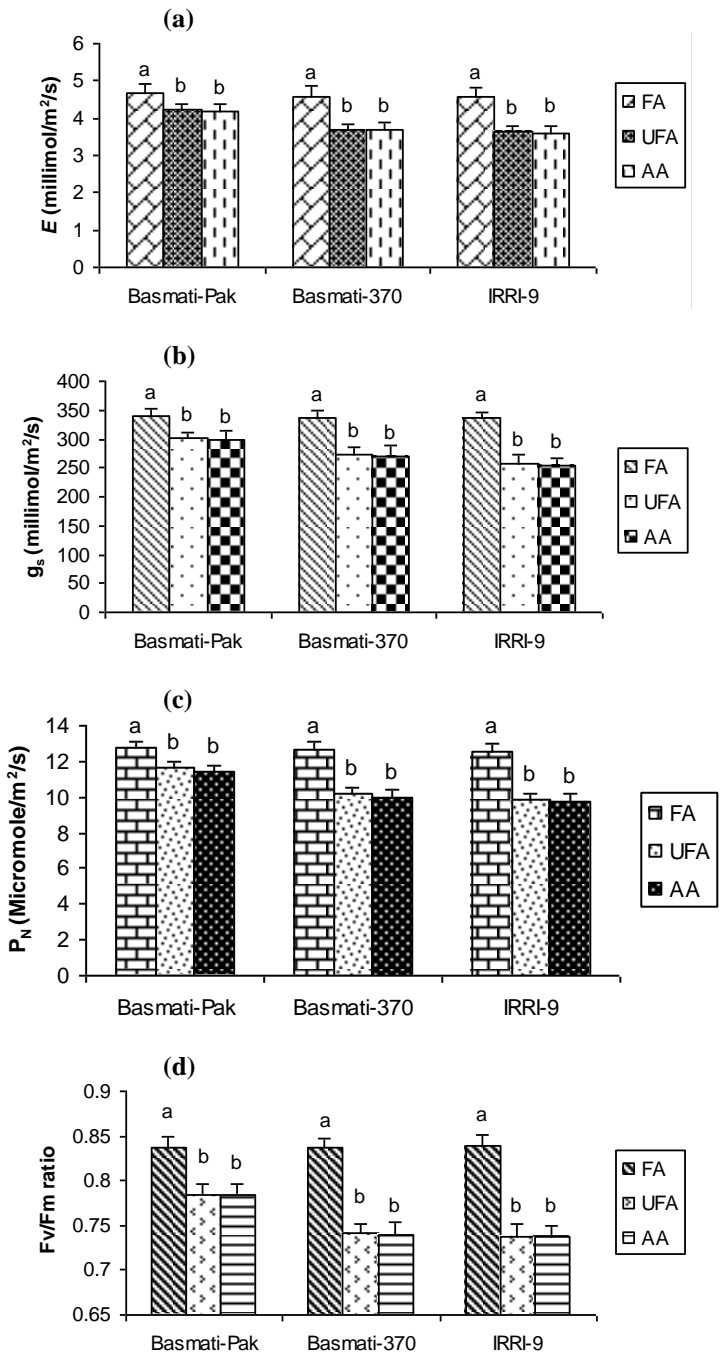 (a)
E (millimol/m²/s)
6
5
4
3
2
1
0
a b b a b b a b b
Basmati-Pak Basmati-370 IRRI-9
FA
UFA
AA
(b)
gs (millimol/m²/s)
400
350
300
250
200
150
100
50
0
a b b a b b a b b
Basmati-Pak Basmati-370 IRRI-9
FA
UFA
AA
(c)
PN (Micromole/m²/s)
14
12
10
8
6
4
2
0
a b b a b b a b b
Basmati-Pak Basmati-370 IRRI-9
FA
UFA
AA
(d)
Fv/Fm ratio
0.9
0.85
0.8
0.75
0.7
0.65
a b b a b b a b b
Basmati-Pak Basmati-370 IRRI-9
FA
UFA
AA